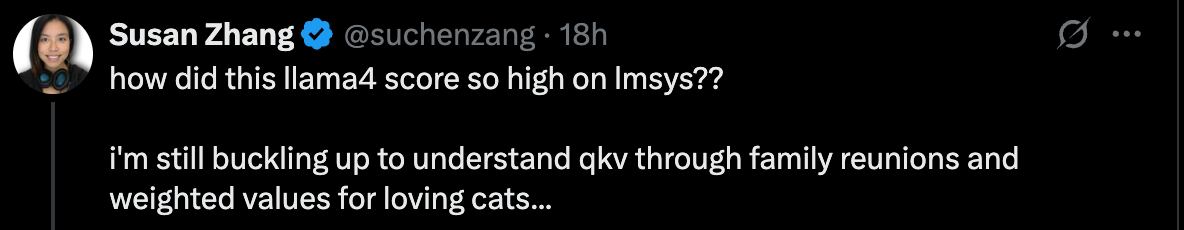 Susan Zhang @suchenzang · 18h
how did this llama4 score so high on lmsys??
i'm still buckling up to understand qkv through family reunions and
weighted values for loving cats...